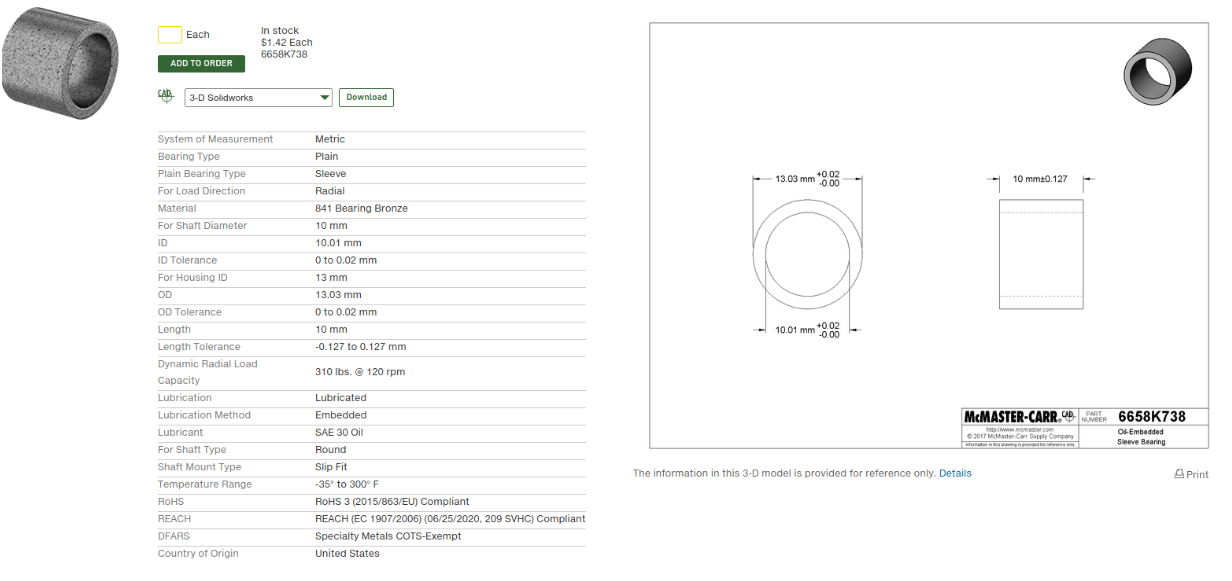 Each
In stock
$1.42 Each
6658K738
ADD TO ORDER
CAD
3-D Solidworks
Download
System of Measurement Metric
Bearing Type Plain
Plain Bearing Type Sleeve
For Load Direction Radial
Material 841 Bearing Bronze
For Shaft Diameter 10 mm
ID 10.01 mm
ID Tolerance 0 to 0.02 mm
For Housing ID 13 mm
OD 13.03 mm
OD Tolerance 0 to 0.02 mm
Length 10 mm
Length Tolerance -0.127 to 0.127 mm
Dynamic Radial Load
Capacity 310 lbs. @ 120 rpm
Lubrication Lubricated
Lubrication Method Embedded
Lubricant SAE 30 Oil
For Shaft Type Round
Shaft Mount Type Slip Fit
Temperature Range -35° to 300° F
RoHS RoHS 3 (2015/863/EU) Compliant
REACH REACH (EC 1907/2006) (06/25/2020, 209 SVHC) Compliant
DFARS Specialty Metals COTS-Exempt
Country of Origin United States
13.03 mm +0.02
-0.00
10 mm±0.127
10.01 mm +0.02
-0.00
McMASTER-CARR® CAD
PART
NUMBER
6658K738
http://www.mcmaster.com
© 2017 McMaster-Carr Supply Company
Information in this drawing is provided for reference only.
Oil-Embedded
Sleeve Bearing
The information in this 3-D model is provided for reference only. Details
Print